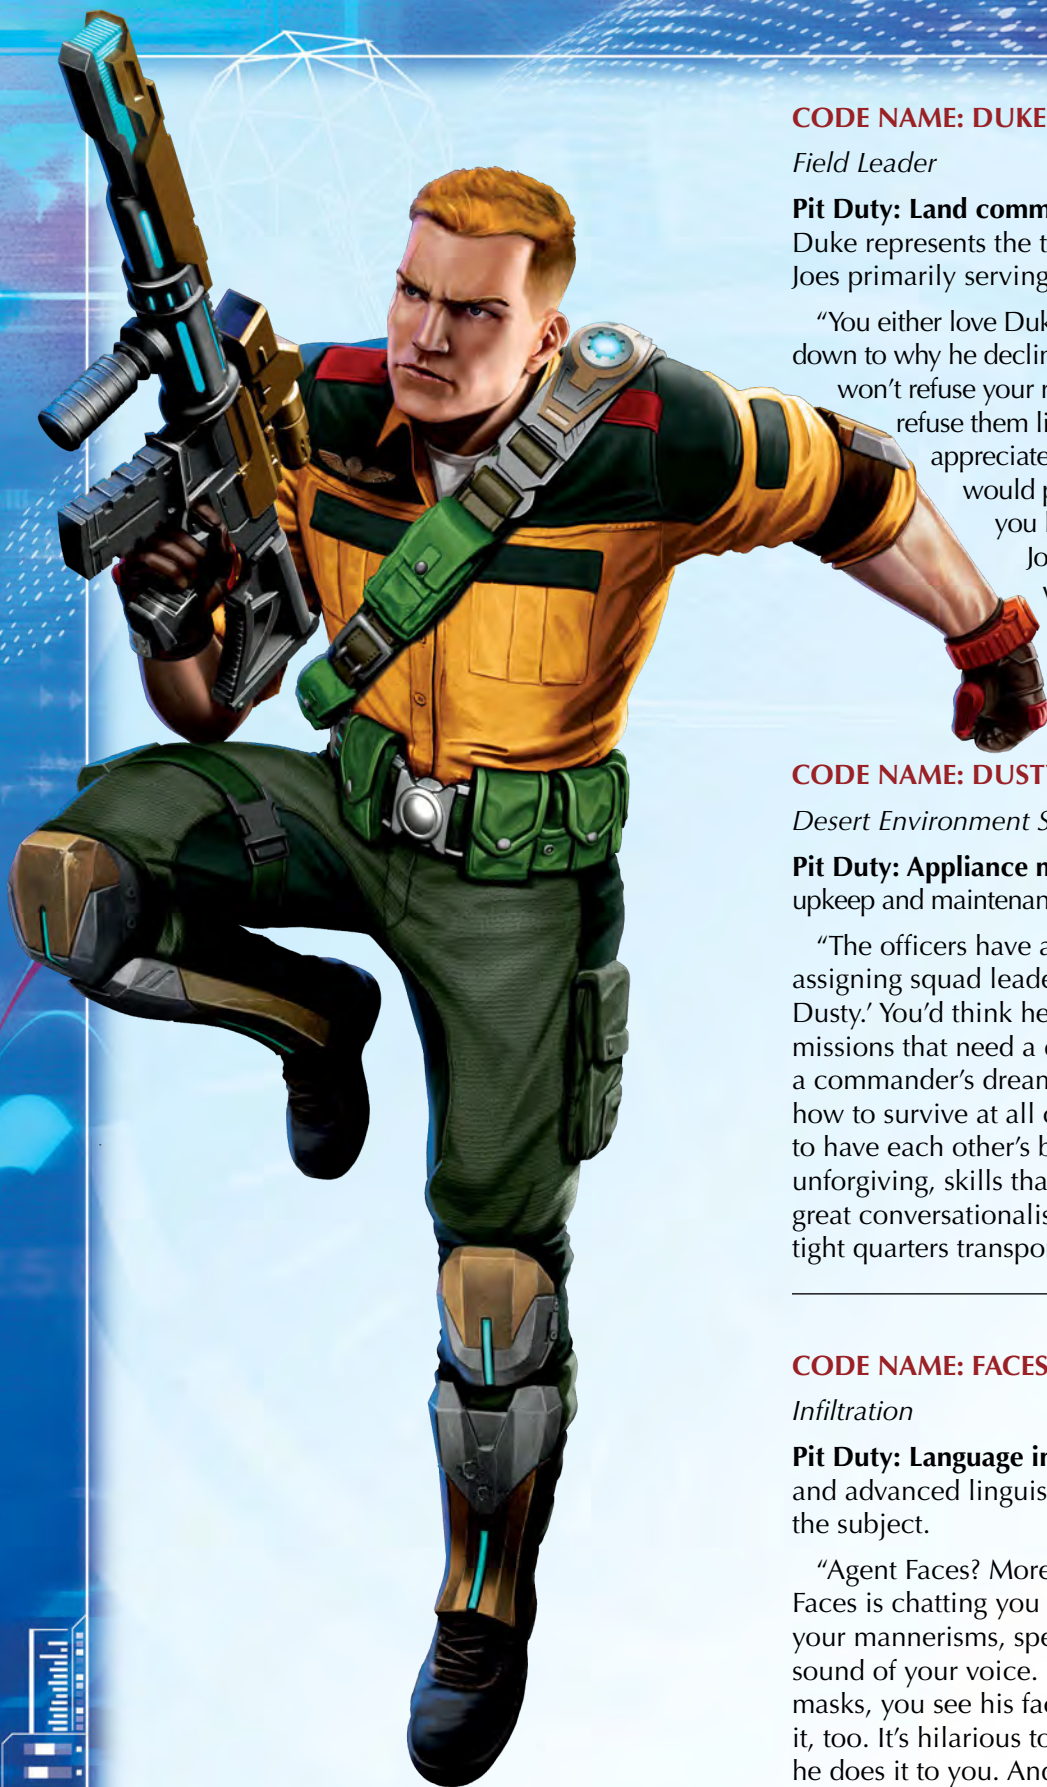 CODE NAME: DUKE
Field Leader
Pit Duty: Land comm
Duke represents the t
Joes primarily serving
“You either love Duk
down to why he declin
won’t refuse your r
refuse them li
appreciate
would p
you
Jo
CODE NAME: DUST
Desert Environment S
Pit Duty: Appliance m
upkeep and maintenan
“The officers have a
assigning squad leade
Dusty.’ You’d think he
missions that need a
a commander’s dream
how to survive at all
to have each other’s b
unforgiving, skills tha
great conversationalis
tight quarters transpo
CODE NAME: FACES
Infiltration
Pit Duty: Language in
and advanced linguis
the subject.
“Agent Faces? More
Faces is chatting you
your mannerisms, spe
sound of your voice.
masks, you see his fac
it, too. It’s hilarious to
he does it to you. And